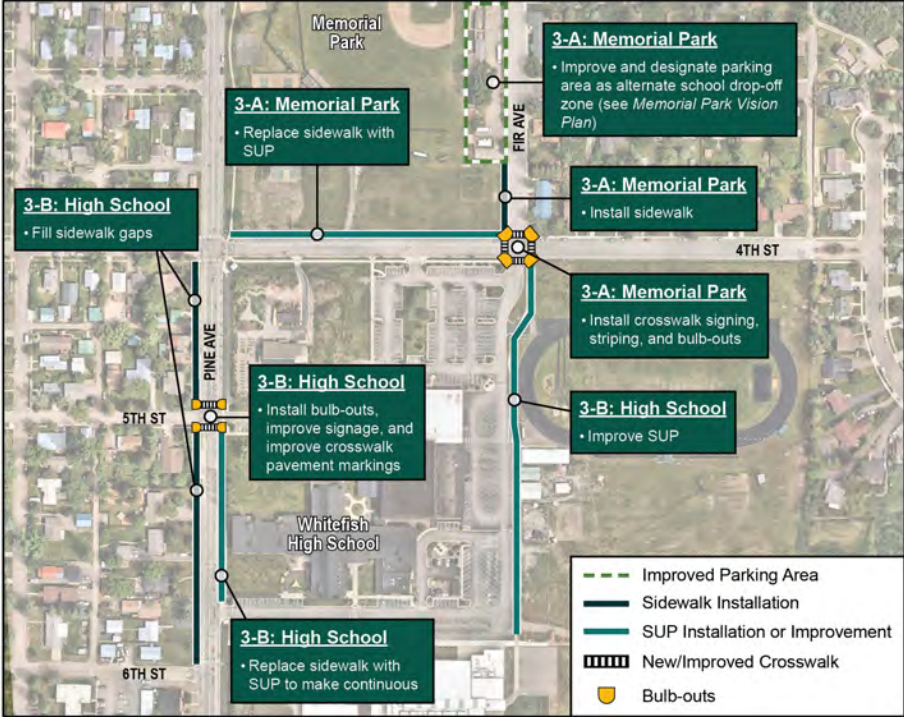 Memorial
Park
3-A: Memorial Park
• Improve and designate parking
area as alternate school drop-off
zone (see Memorial Park Vision
Plan)
3-A: Memorial Park
• Replace sidewalk with
SUP
FIR AVE
3-A: Memorial Park
• Install sidewalk
3-B: High School
• Fill sidewalk gaps
4TH ST
3-A: Memorial Park
• Install crosswalk signing,
striping, and bulb-outs
PINE AVE
3-B: High School
• Install bulb-outs,
improve signage, and
improve crosswalk
pavement markings
5TH ST
3-B: High School
• Improve SUP
Whitefish
High School
3-B: High School
• Replace sidewalk with
SUP to make continuous
6TH ST
Improved Parking Area
Sidewalk Installation
SUP Installation or Improvement
New/Improved Crosswalk
Bulb-outs